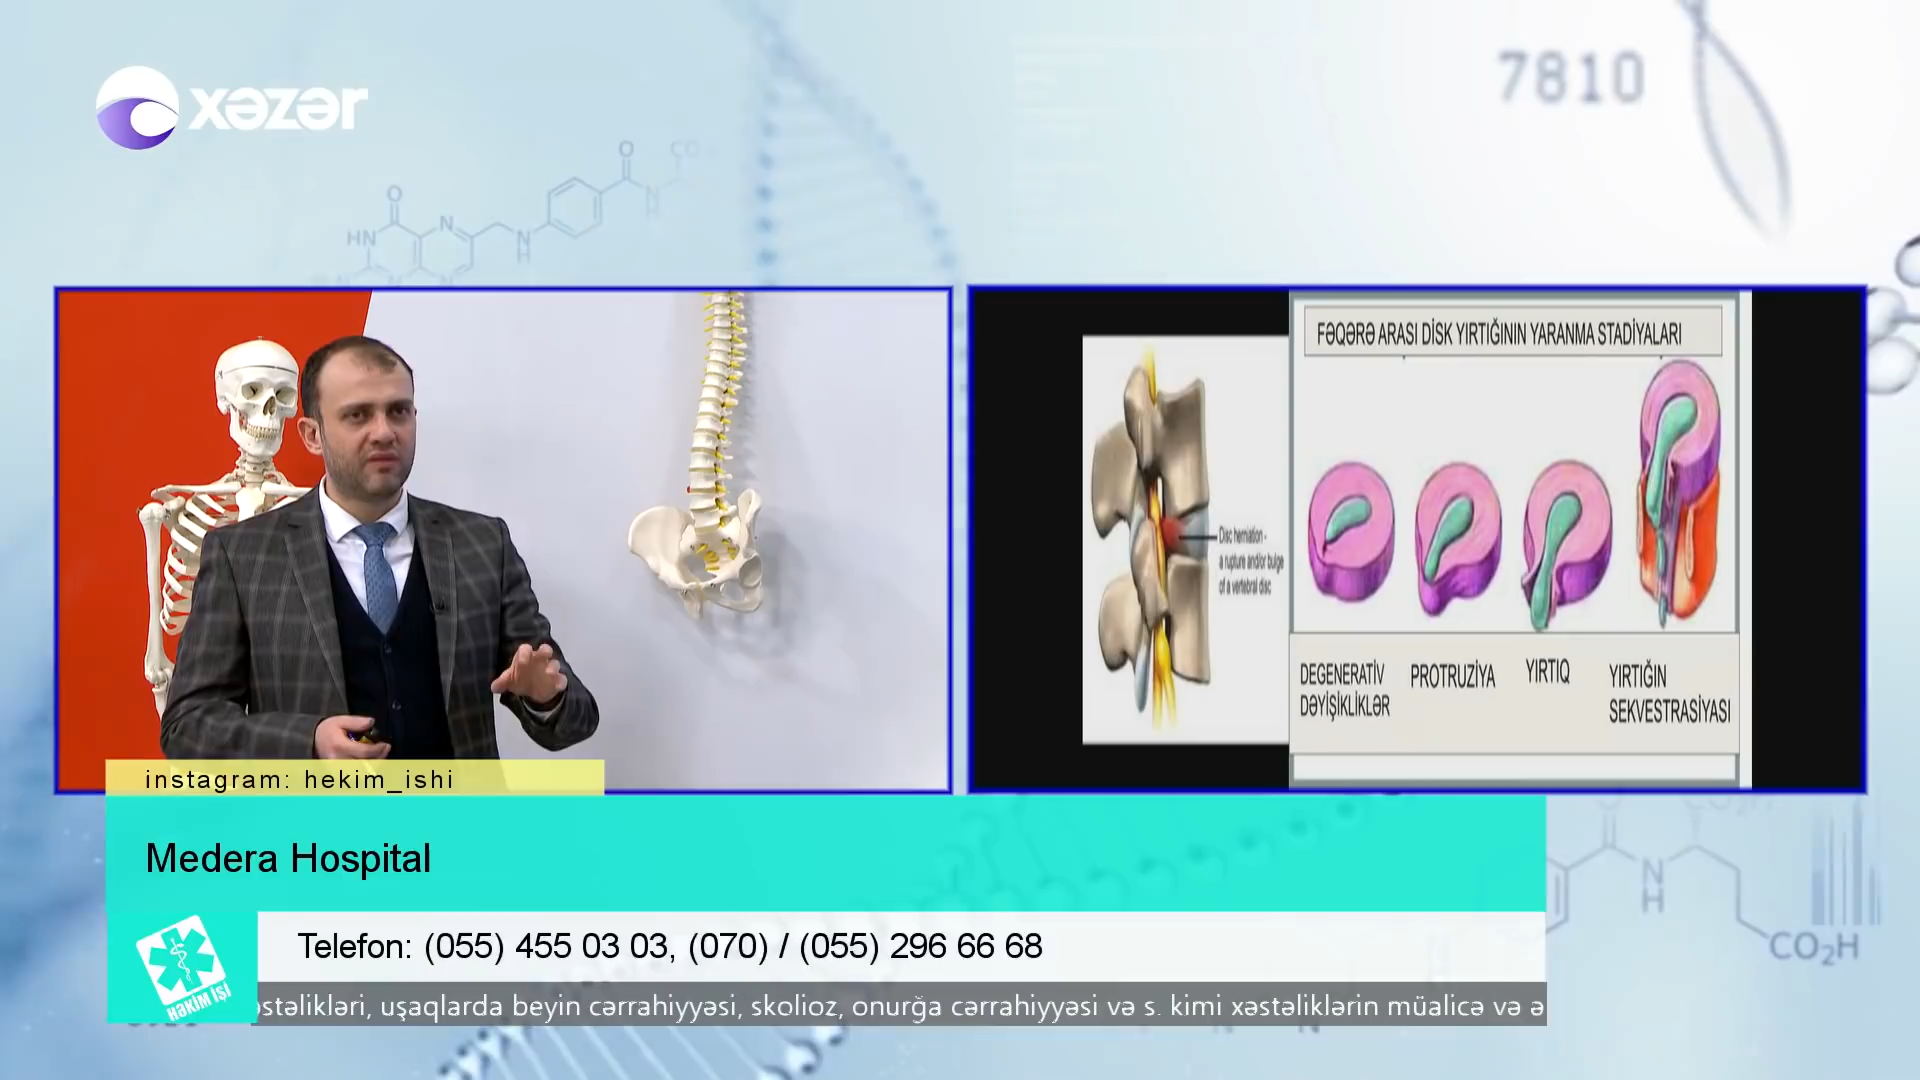 xəzər
7810
O
CO
O
N
HN
N
H
N
H
FƏQƏRƏ ARASI DİSK YIRTIĞININ YARANMA STADİYALARI
Disc herniation -
a rupture and/or bulge
of a vertebral disc
DEGENERATİV
DƏYİŞİKLİKLƏR
PROTRUZİYA
YIRTIQ
YIRTIĞIN
SEKVESTRASİYASI
instagram: hekim_ishi
Medera Hospital
N
H
CO2H
Telefon: (055) 455 03 03, (070) / (055) 296 66 68
HƏKİM İŞİ
əstəlikləri, uşaqlarda beyin cərrahiyyəsi, skolioz, onurğa cərrahiyyəsi və s. kimi xəstəliklərin müalicə və ə